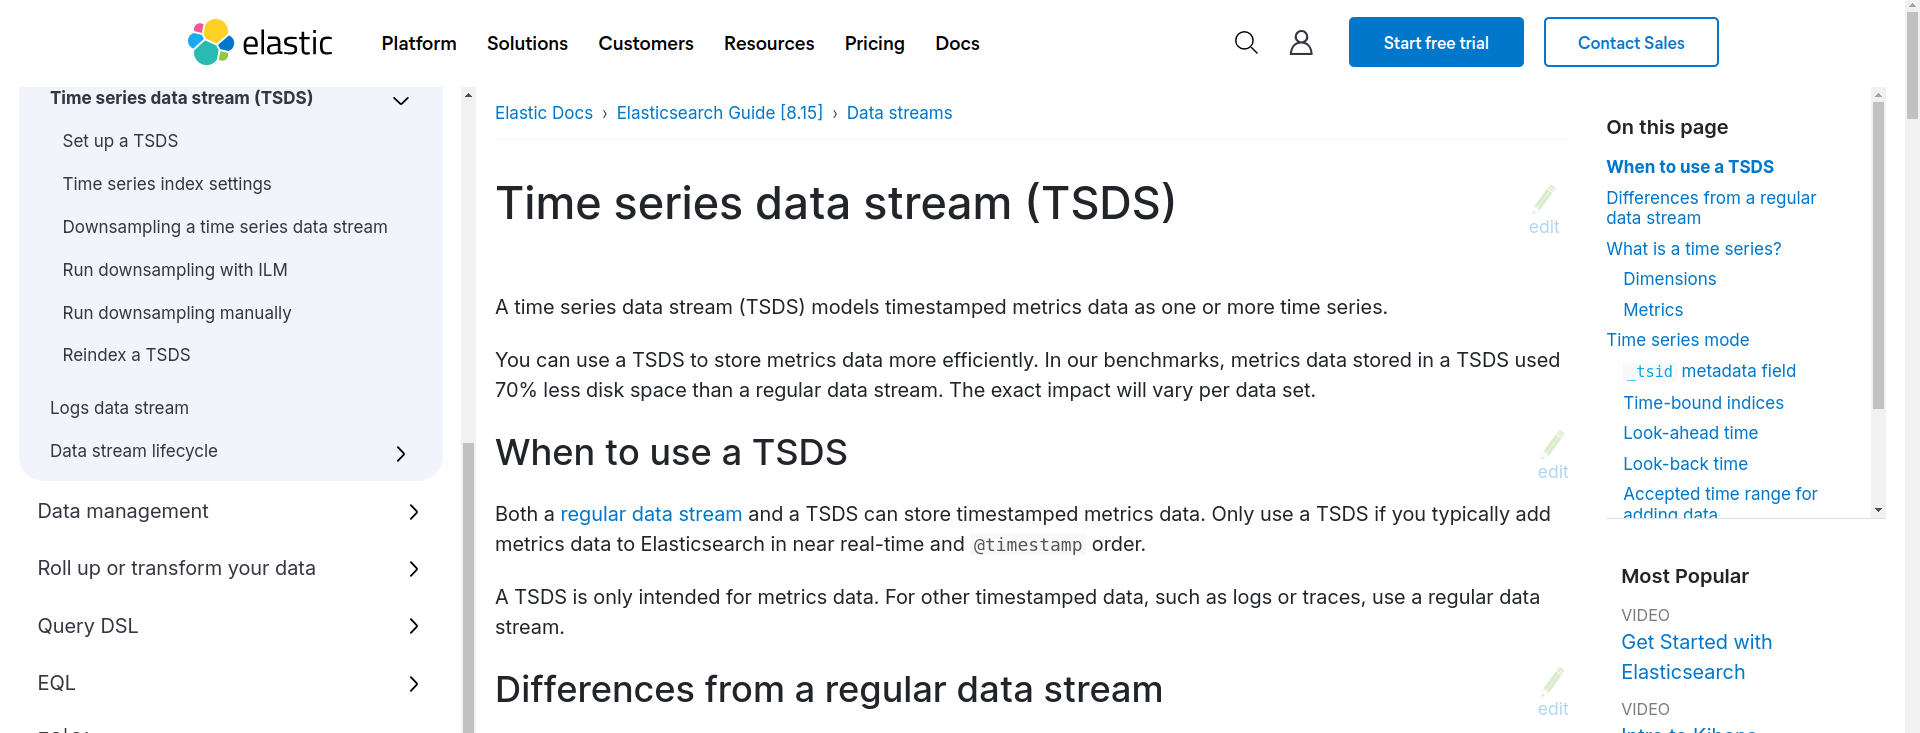 elastic
Platform
Solutions
Customers
Resources
Pricing
Docs
Start free trial
Contact Sales
Time series data stream (TSDS)
Set up a TSDS
Time series index settings
Downsampling a time series data stream
Run downsampling with ILM
Run downsampling manually
Reindex a TSDS
Logs data stream
Data stream lifecycle
Data management
Roll up or transform your data
Query DSL
EQL
Elastic Docs › Elasticsearch Guide [8.15] › Data streams
Time series data stream (TSDS)
edit
A time series data stream (TSDS) models timestamped metrics data as one or more time series.
You can use a TSDS to store metrics data more efficiently. In our benchmarks, metrics data stored in a TSDS used
70% less disk space than a regular data stream. The exact impact will vary per data set.
When to use a TSDS
edit
Both a regular data stream and a TSDS can store timestamped metrics data. Only use a TSDS if you typically add
metrics data to Elasticsearch in near real-time and @timestamp order.
A TSDS is only intended for metrics data. For other timestamped data, such as logs or traces, use a regular data
stream.
Differences from a regular data stream
edit
On this page
When to use a TSDS
Differences from a regular
data stream
What is a time series?
Dimensions
Metrics
Time series mode
_tsid metadata field
Time-bound indices
Look-ahead time
Look-back time
Accepted time range for
adding data
Most Popular
VIDEO
Get Started with
Elasticsearch
VIDEO
Intro to Kibana